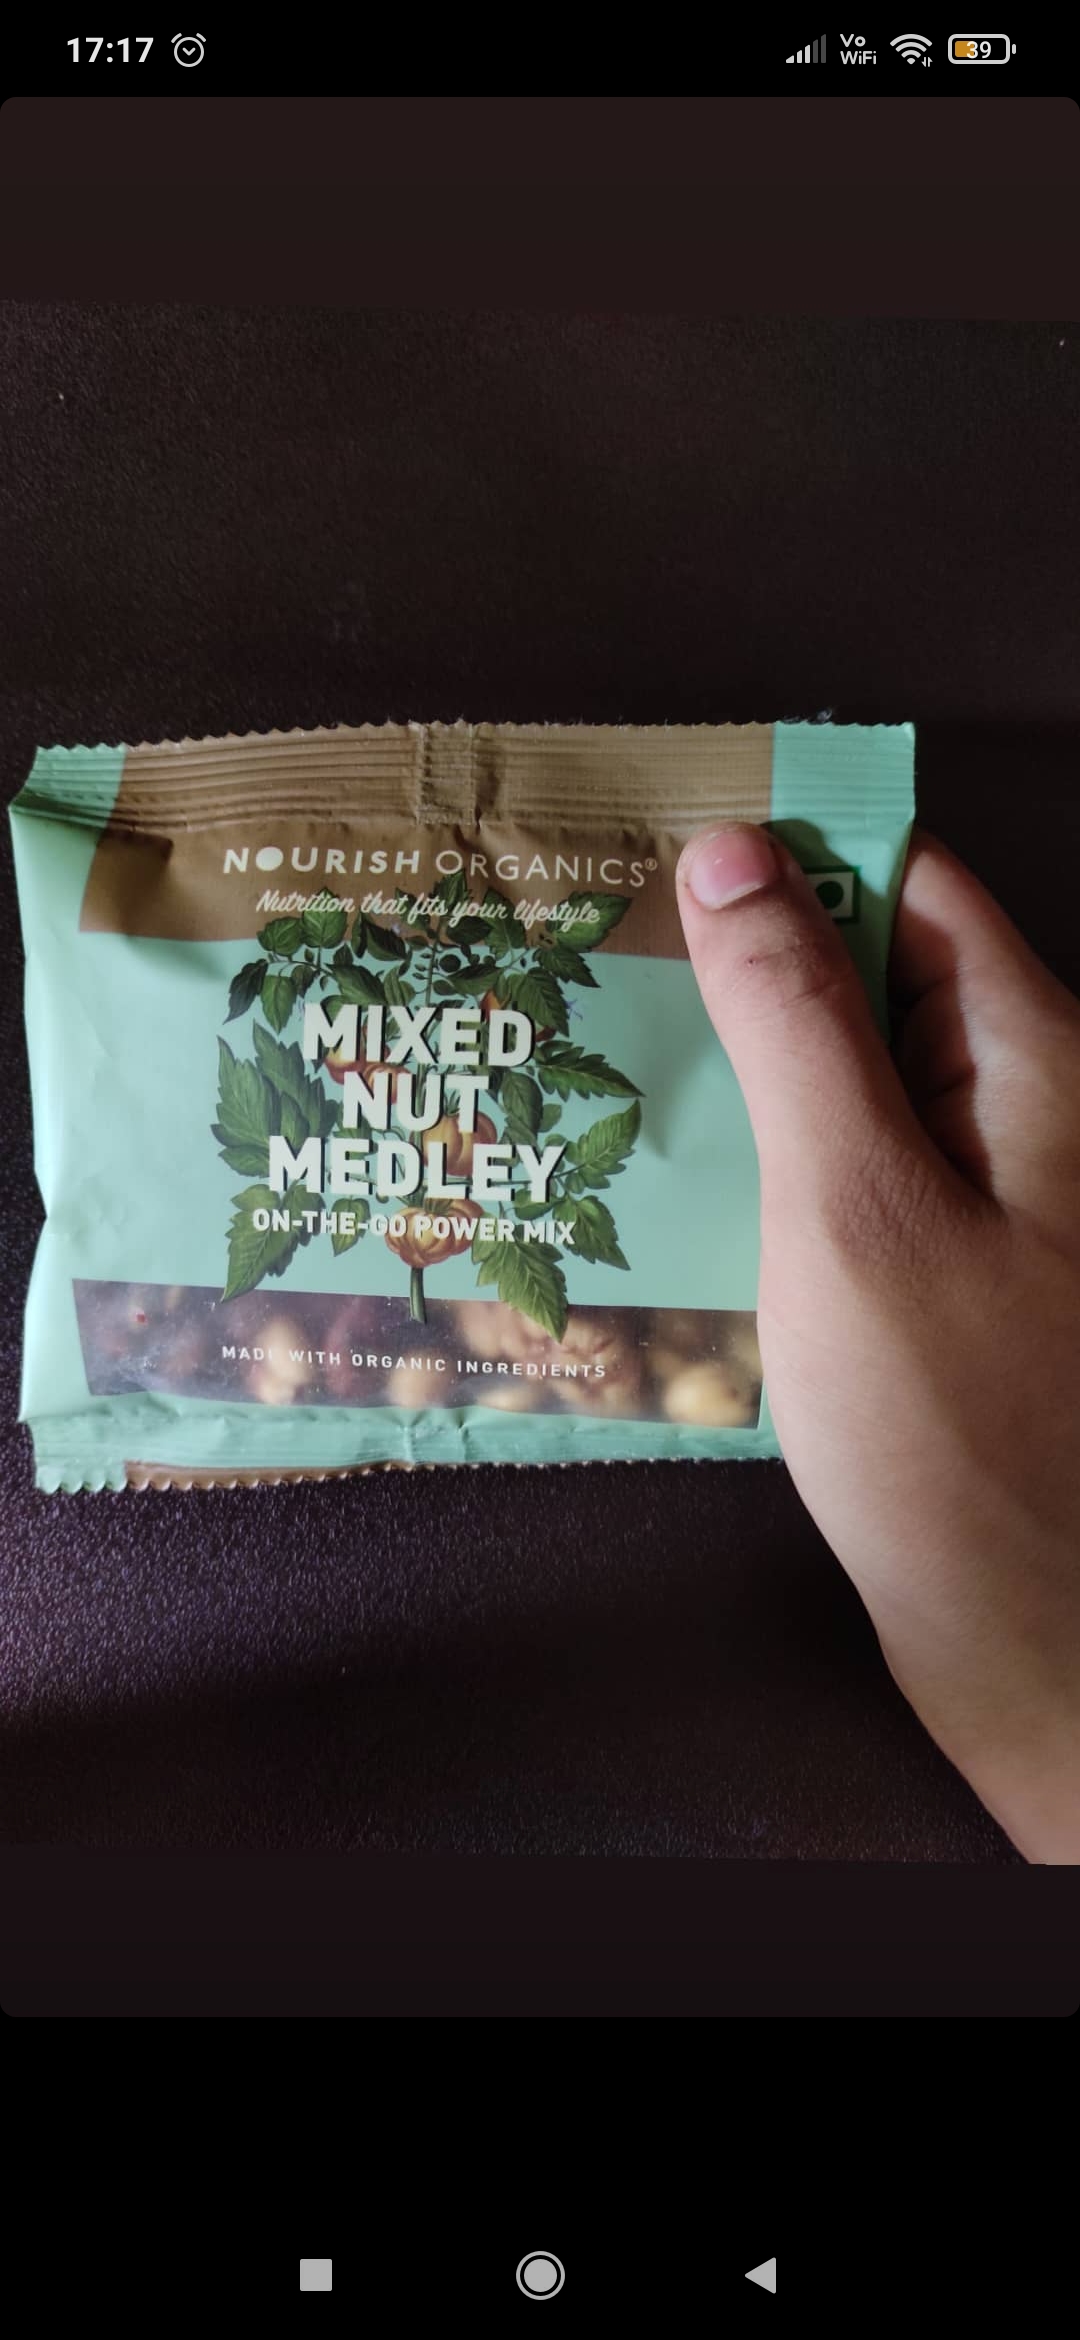 17:17
Vo
WiFi
39
NOURISH ORGANICS®
Nutrition that fits your lifestyle
MIXED
NUT
MEDLEY
ON-THE-GO POWER MIX
MADE WITH ORGANIC INGREDIENTS